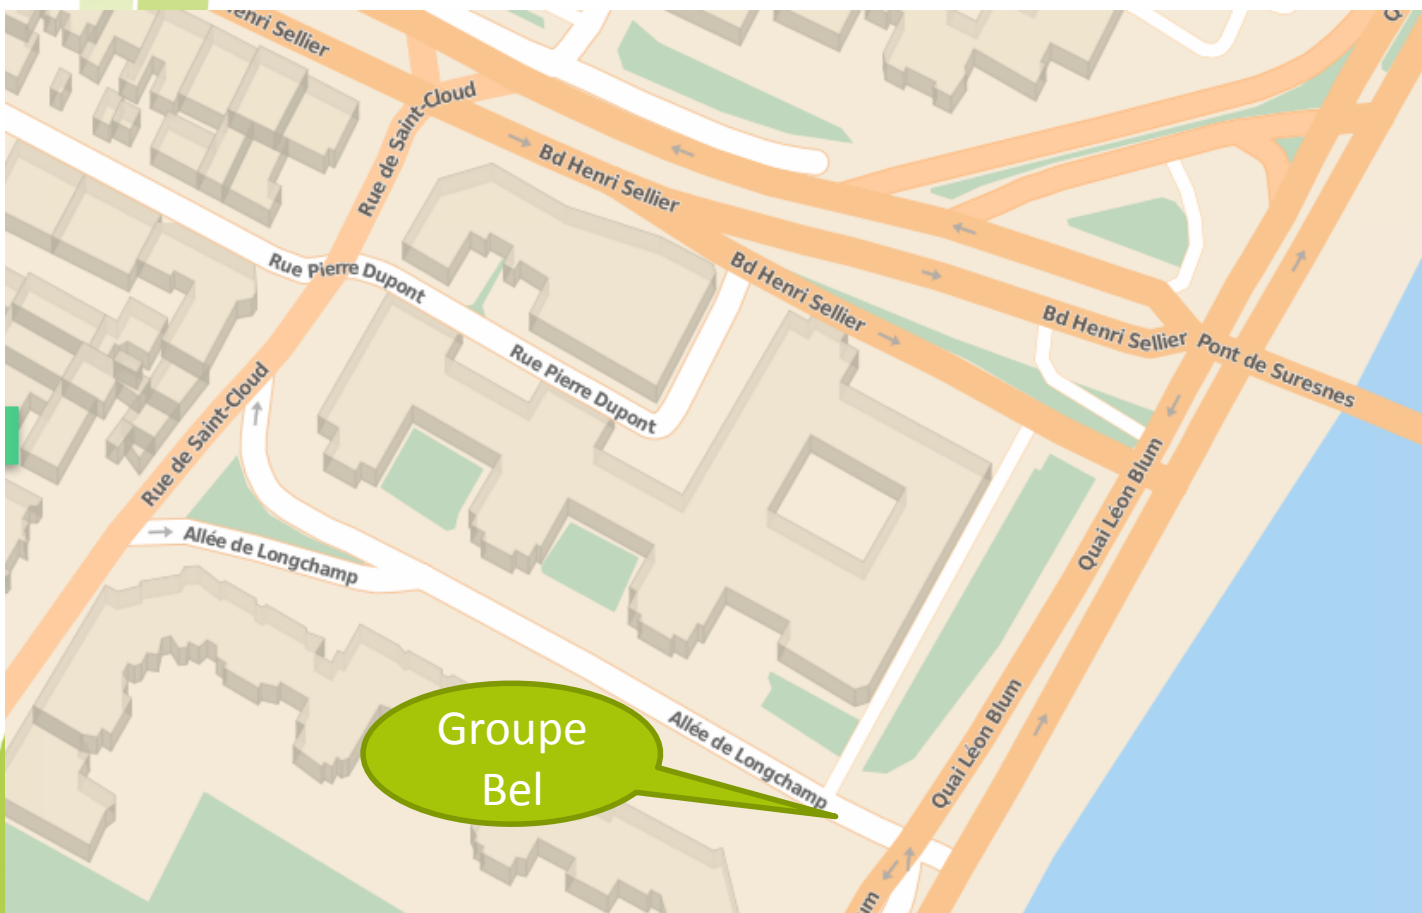 enri Sellier
Rue de Saint-Cloud
Bd Henri Sellier
Rue Pierre Dupont
Bd Henri Sellier
Bd Henri Sellier
Pont de Suresnes
Rue Pierre Dupont
Rue de Saint-Cloud
Quai Léon Blum
Allée de Longchamp
Quai Léon Blum
Allée de Longchamp
Groupe
Bel
um
Q